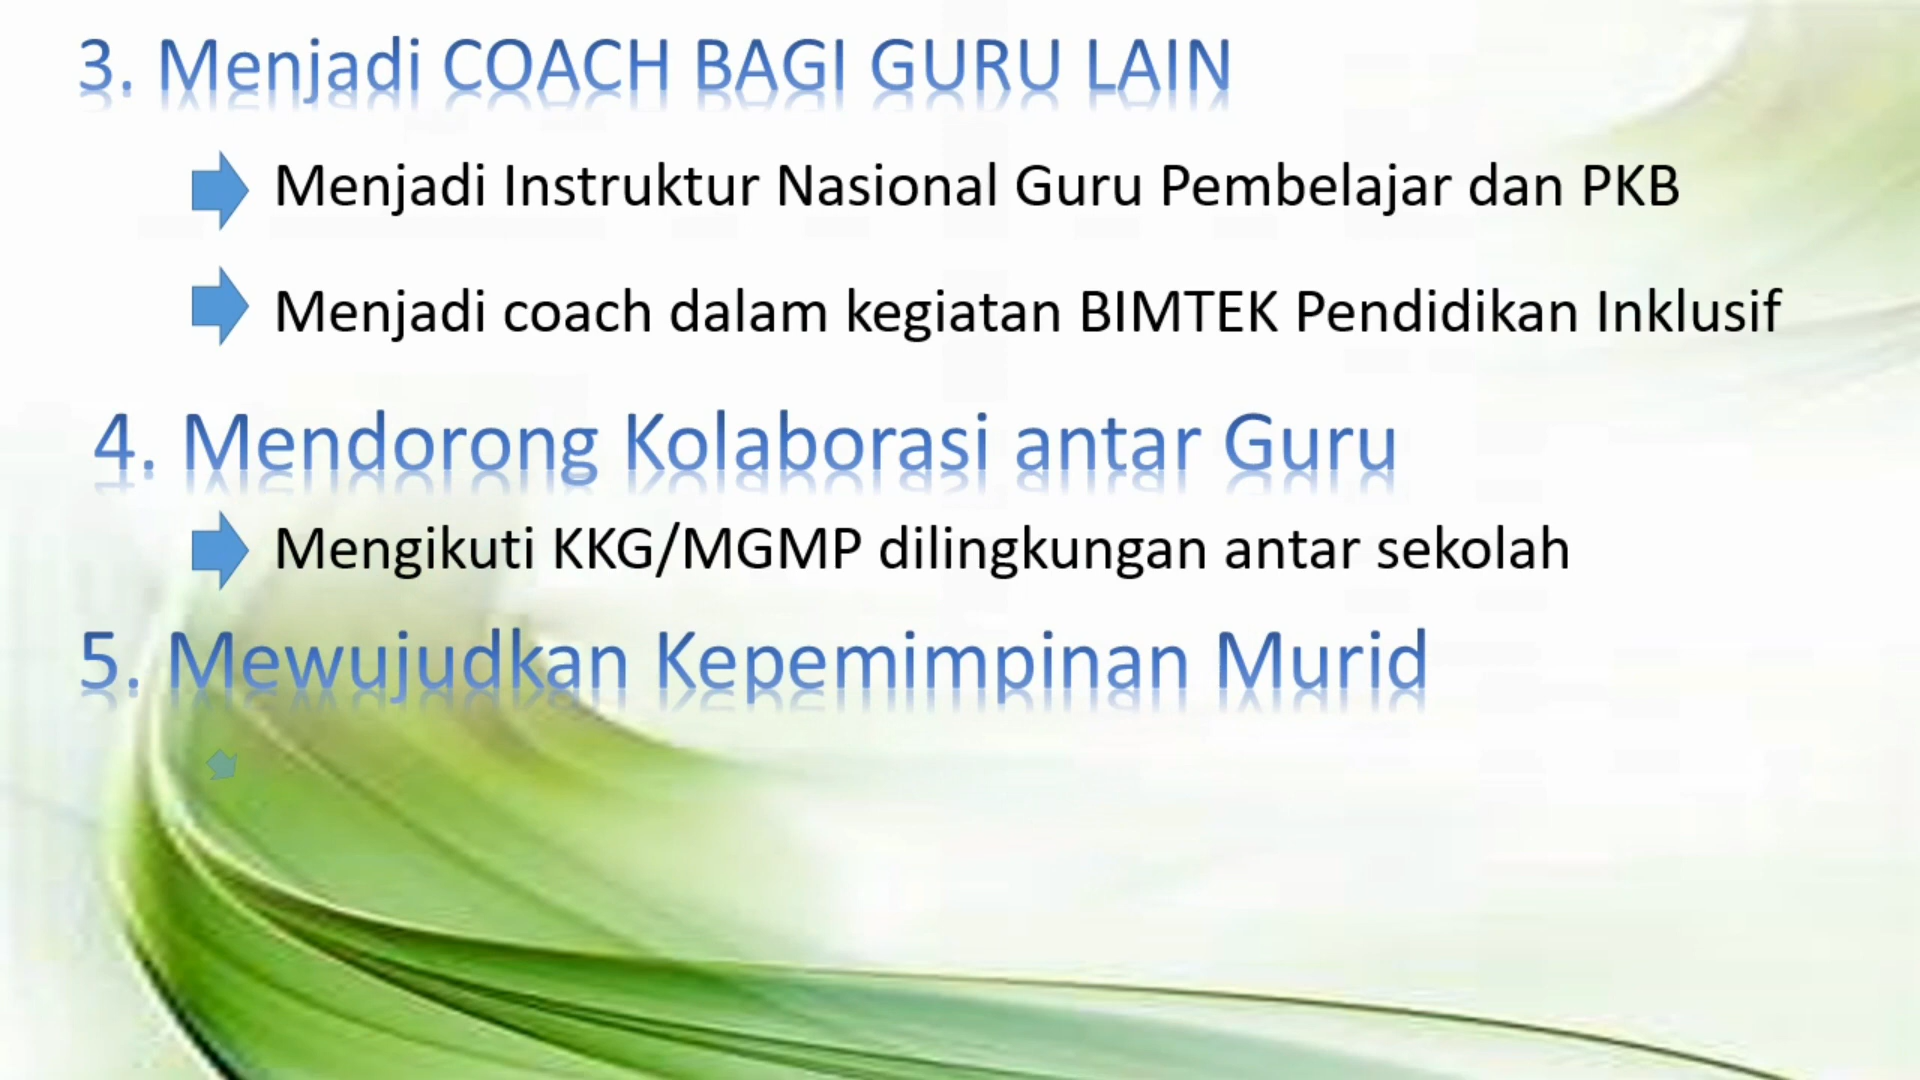 3. Menjadi COACH BAGI GURU LAIN
Menjadi Instruktur Nasional Guru Pembelajar dan PKB
Menjadi coach dalam kegiatan BIMTEK Pendidikan Inklusif
4. Mendorong Kolaborasi antar Guru
Mengikuti KKG/MGMP dilingkungan antar sekolah
5. Mewujudkan Kepemimpinan Murid